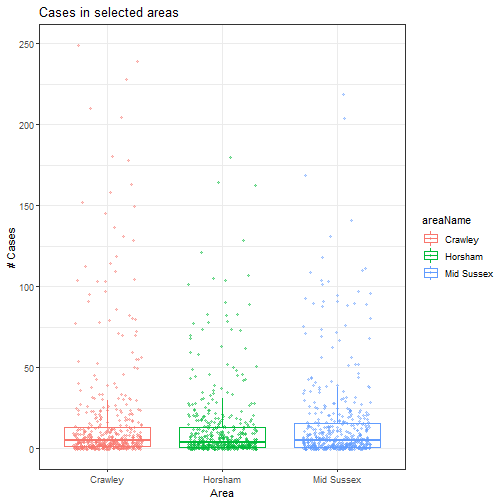 Cases in selected areas
250
200
150
100
50
0
# Cases
Crawley
Horsham
Mid Sussex
Area
areaName
Crawley
Horsham
Mid Sussex